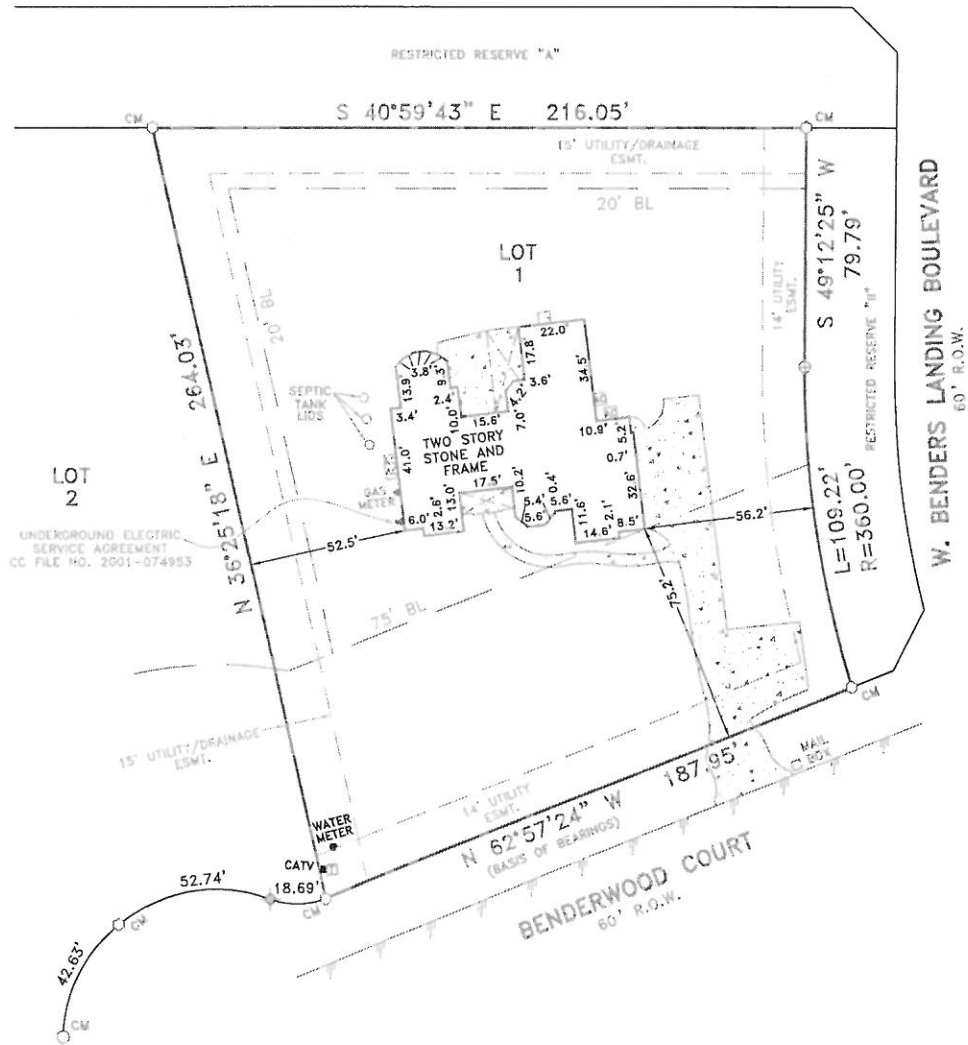 RESTRICTED RESERVE "A"
CM
S 40°59'43" E 216.05'
CM
15' UTILITY/DRAINAGE
ESMT.
20' BL
LOT
1
20' BL
14' UTILITY
ESMT.
S 49°12'25" W
79.79'
RESTRICTED RESERVE "B"
W. BENDERS LANDING BOULEVARD
60' R.O.W.
N 36°25'18" E 264.03'
SEPTIC
TANK
LIDS
22.0'
17.8'
34.5'
3.8'
13.9'
9.3'
3.6'
4.2'
2.4'
3.4'
10.0'
15.6'
7.0'
10.9'
5.2'
0.7'
TWO STORY
STONE AND
FRAME
41.0'
17.5'
10.2'
32.6'
GAS
METER
6.0'
2.6'
13.0'
13.2'
5.4'
0.4'
5.6'
5.6'
11.6'
2.1'
14.6'
8.5'
LOT
2
UNDERGROUND ELECTRIC
SERVICE AGREEMENT
CC FILE NO. 2001-074953
52.5'
56.2'
L=109.22'
R=360.00'
75.2'
75' BL
CM
15' UTILITY/DRAINAGE
ESMT.
14' UTILITY
ESMT.
MAIL
BOX
N 62°57'24" W 187.95'
(BASIS OF BEARINGS)
WATER
METER
CATV
BENDERWOOD COURT
60' R.O.W.
52.74'
18.69'
CM
CM
42.63'
CM